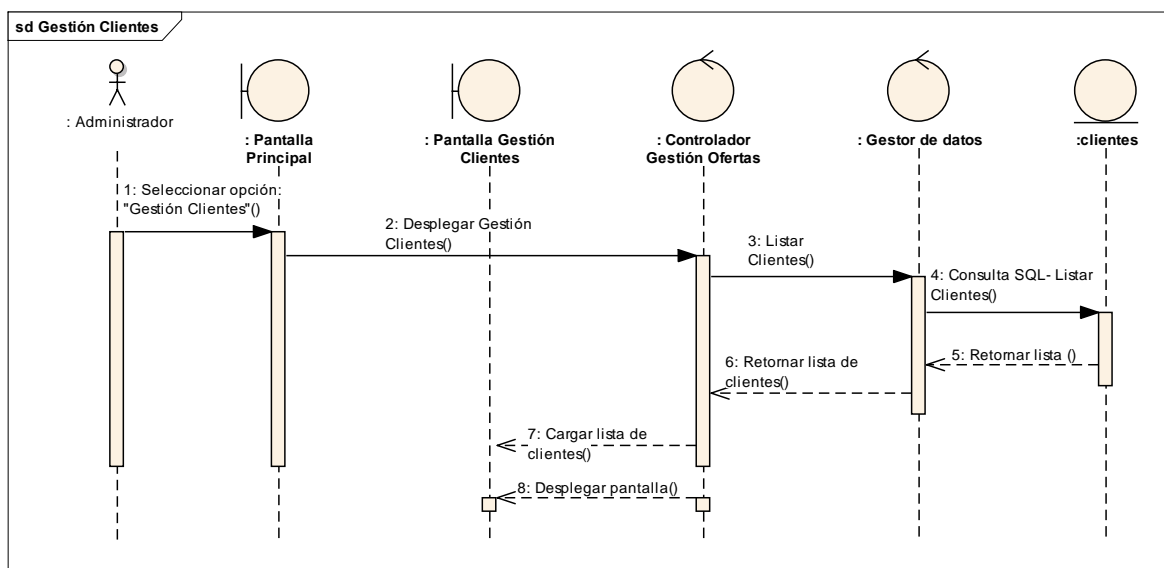 sd Gestión Clientes
: Administrador
: Pantalla
Principal
: Pantalla Gestión
Clientes
: Controlador
Gestión Ofertas
: Gestor de datos
:clientes
1: Seleccionar opción:
"Gestión Clientes"()
2: Desplegar Gestión
Clientes()
3: Listar
Clientes()
4: Consulta SQL- Listar
Clientes()
5: Retornar lista ()
6: Retornar lista de
clientes()
7: Cargar lista de
clientes()
8: Desplegar pantalla()